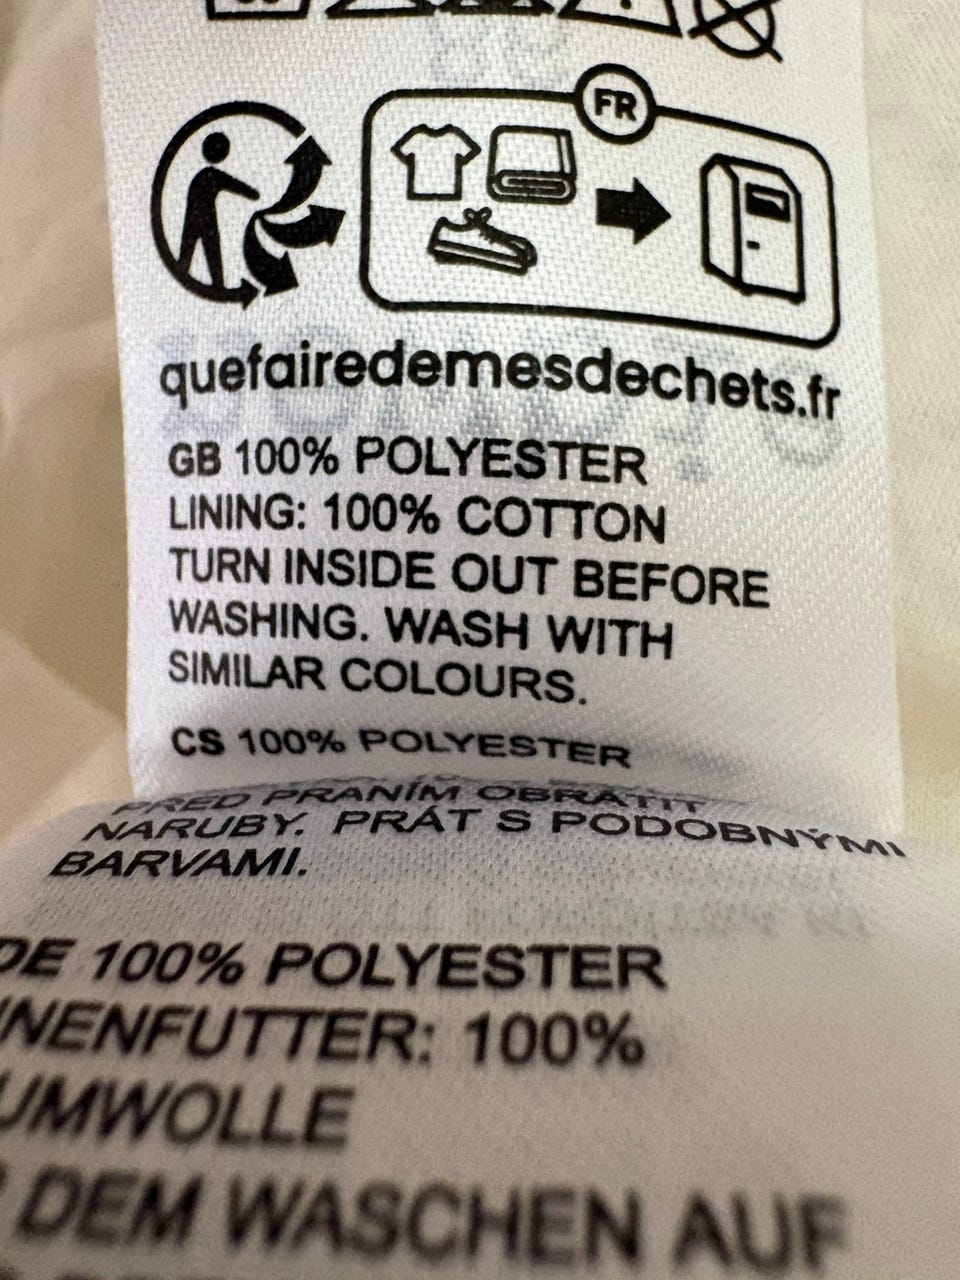 FR
quefairedemesdechets.fr
GB 100% POLYESTER
LINING: 100% COTTON
TURN INSIDE OUT BEFORE
WASHING. WASH WITH
SIMILAR COLOURS.
CS 100% POLYESTER
PŘED PRANÍM OBRÁTIT
NARUBY. PRÁT S PODOBNÝMI
BARVAMI.
DE 100% POLYESTER
NENFUTTER: 100%
UMWOLLE
DEM WASCHEN AUF